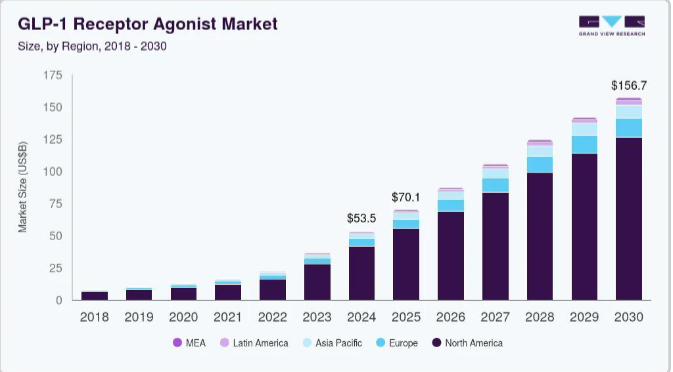 GLP-1 Receptor Agonist Market
Size, by Region, 2018 - 2030
GRAND VIEW RESEARCH
Market Size (US$B)
175
150
125
100
75
50
25
0
$53.5
$70.1
$156.7
2018 2019 2020 2021 2022 2023 2024 2025 2026 2027 2028 2029 2030
MEA Latin America Asia Pacific Europe North America